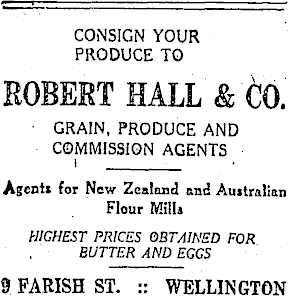 CONSIGN YOUR
PRODUCE TO
ROBERT HALL & CO.
GRAIN, PRODUCE AND
COMMISSION AGENTS
Agents for New Zealand and Australian
Flour Mills
HIGHEST PRICES OBTAINED FOR
BUTTER AND EGGS
9 FARISH ST. :: WELLINGTON